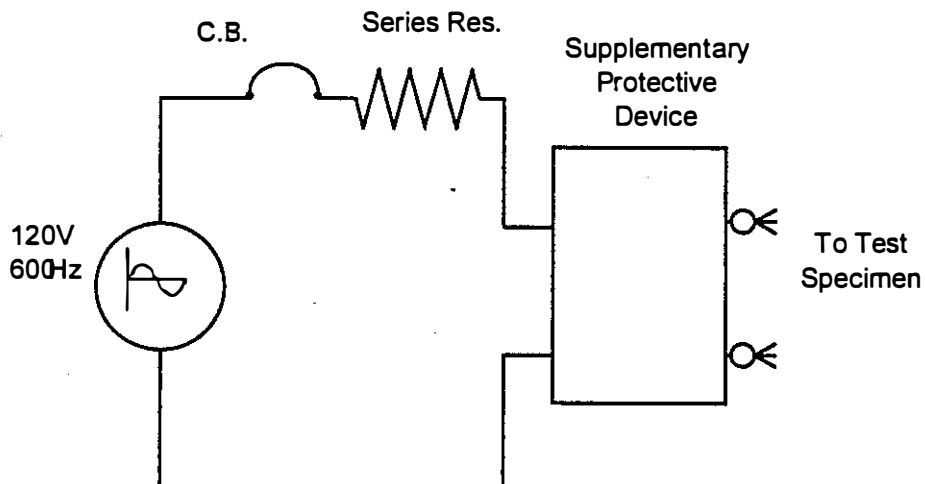 C.B.
Series Res.
Supplementary
Protective
Device
120V
600Hz
To Test
Specimen